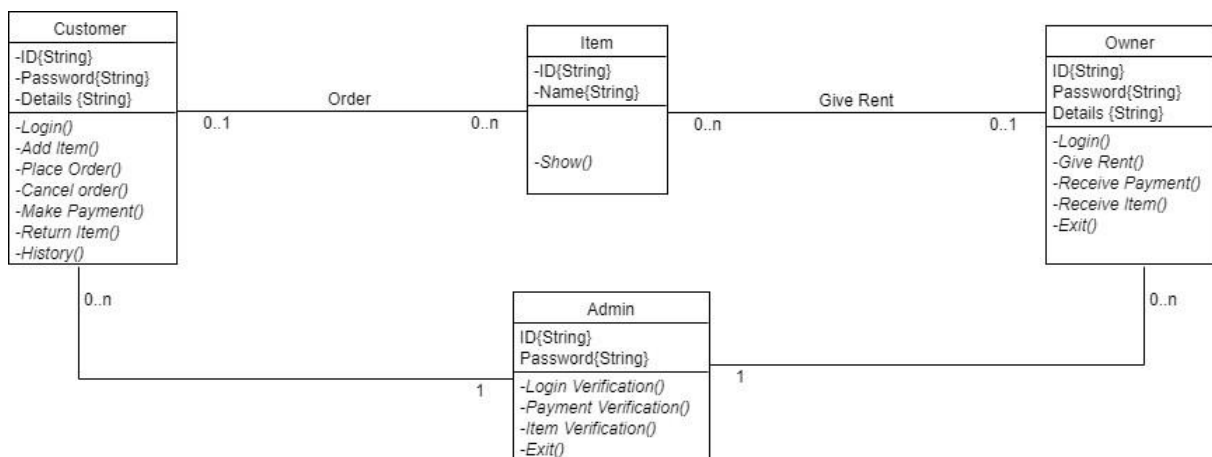 Customer
-ID{String}
-Password{String}
-Details {String}
-Login()
-Add Item()
-Place Order()
-Cancel order()
-Make Payment()
-Return Item()
-History()
Order
0..1
0..n
Item
-ID{String}
-Name{String}
-Show()
Give Rent
0..n
0..1
Owner
ID{String}
Password{String}
Details {String}
-Login()
-Give Rent()
-Receive Payment()
-Receive Item()
-Exit()
0..n
1
Admin
ID{String}
Password{String}
-Login Verification()
-Payment Verification()
-Item Verification()
-Exit()
1
0..n